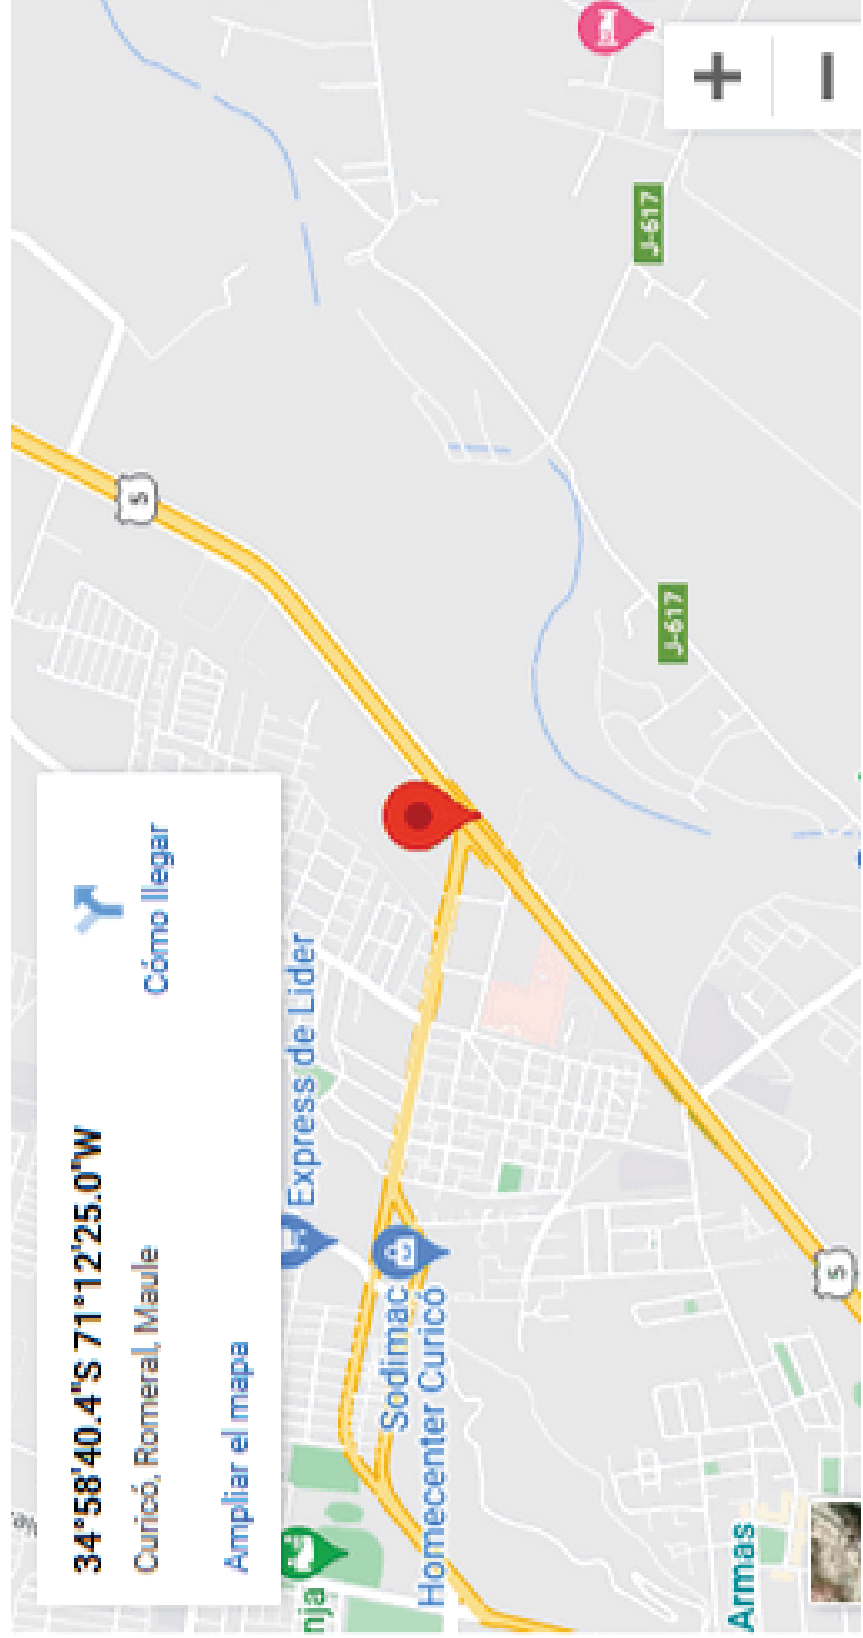 34°58'40.4"S 71°12'25.0"W
Curicó, Romeral, Maule
Cómo llegar
Ampliar el mapa
Express de Lider
Sodimac
Homecenter Curicó
nja
Armas
5
5
J-617
J-617
+
−